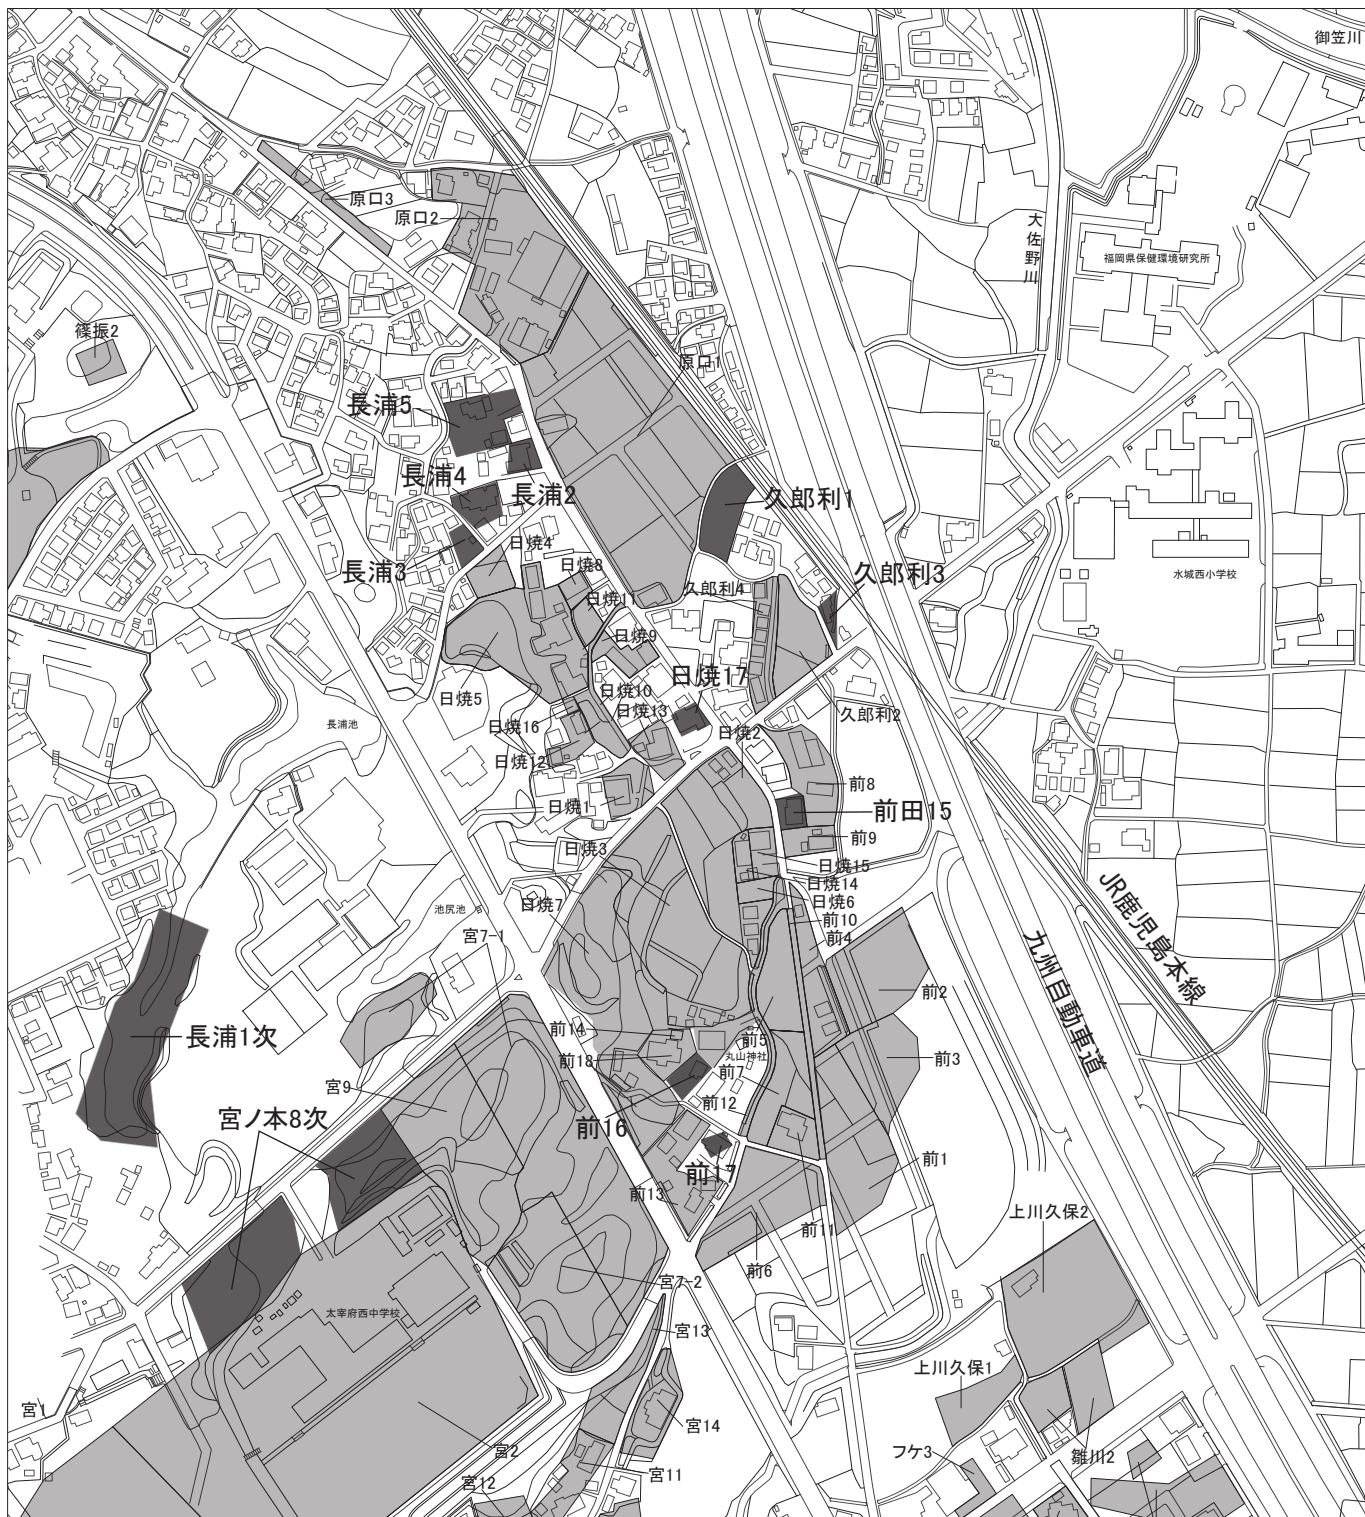 御笠川
原口3
原口2
大佐野川
福岡県保健環境研究所
篠振2
原口1
長浦5
長浦4
長浦2
久郎利1
日焼4
長浦3
日焼8
久郎利3
水城西小学校
久郎利4
日焼11
日焼9
日焼17
日焼5
日焼10
日焼13
久郎利2
長浦池
日焼16
日焼2
日焼12
前8
日焼1
前田15
前9
日焼3
日焼15
日焼14
日焼6
JR鹿児島本線
池尻池
日焼7
前10
宮7-1
前4
九州自動車道
前2
長浦1次
前14
前5
丸山神社
前3
前18
前7
宮9
前12
宮ノ本8次
前16
前17
前1
前13
上川久保2
前11
前6
宮7-2
太宰府西中学校
宮13
上川久保1
宮1
宮14
宮2
フケ3
雛川2
宮11
宮12